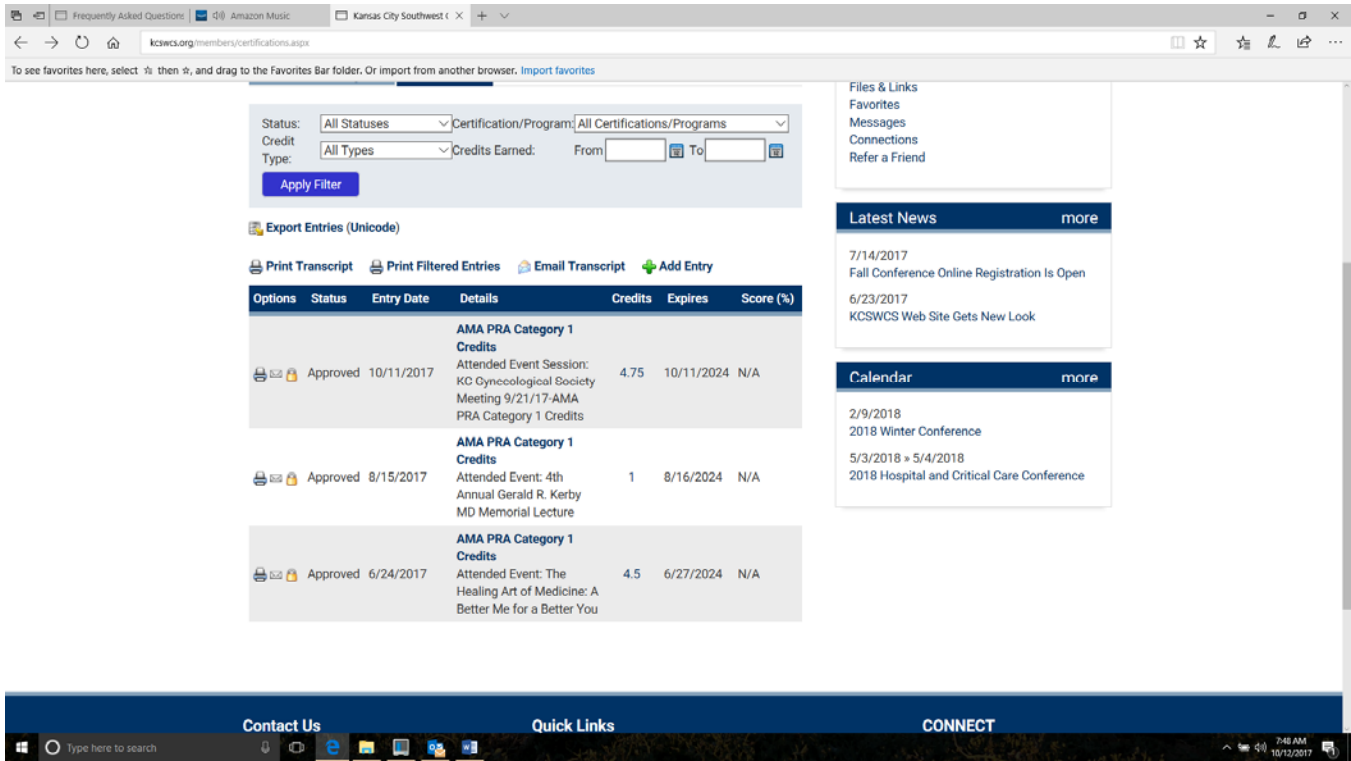 Frequently Asked Questions
Amazon Music
Kansas City Southwest C
kcswcs.org/members/certifications.aspx
To see favorites here, select ☆ then ☆, and drag to the Favorites Bar folder. Or import from another browser. Import favorites
Status: All Statuses Certification/Program: All Certifications/Programs
Credit Type: All Types Credits Earned: From To
Apply Filter
Export Entries (Unicode)
Print Transcript Print Filtered Entries Email Transcript Add Entry
Options Status Entry Date Details Credits Expires Score (%)
AMA PRA Category 1
Credits
Attended Event Session:
Approved 10/11/2017 KC Gynecological Society 4.75 10/11/2024 N/A
Meeting 9/21/17-AMA
PRA Category 1 Credits
AMA PRA Category 1
Credits
Approved 8/15/2017 Attended Event: 4th 1 8/16/2024 N/A
Annual Gerald R. Kerby
MD Memorial Lecture
AMA PRA Category 1
Credits
Approved 6/24/2017 Attended Event: The 4.5 6/27/2024 N/A
Healing Art of Medicine: A
Better Me for a Better You
Files & Links
Favorites
Messages
Connections
Refer a Friend
Latest News more
7/14/2017
Fall Conference Online Registration Is Open
6/23/2017
KCSWCS Web Site Gets New Look
Calendar more
2/9/2018
2018 Winter Conference
5/3/2018 » 5/4/2018
2018 Hospital and Critical Care Conference
Contact Us Quick Links CONNECT
Type here to search
7:48 AM
10/12/2017